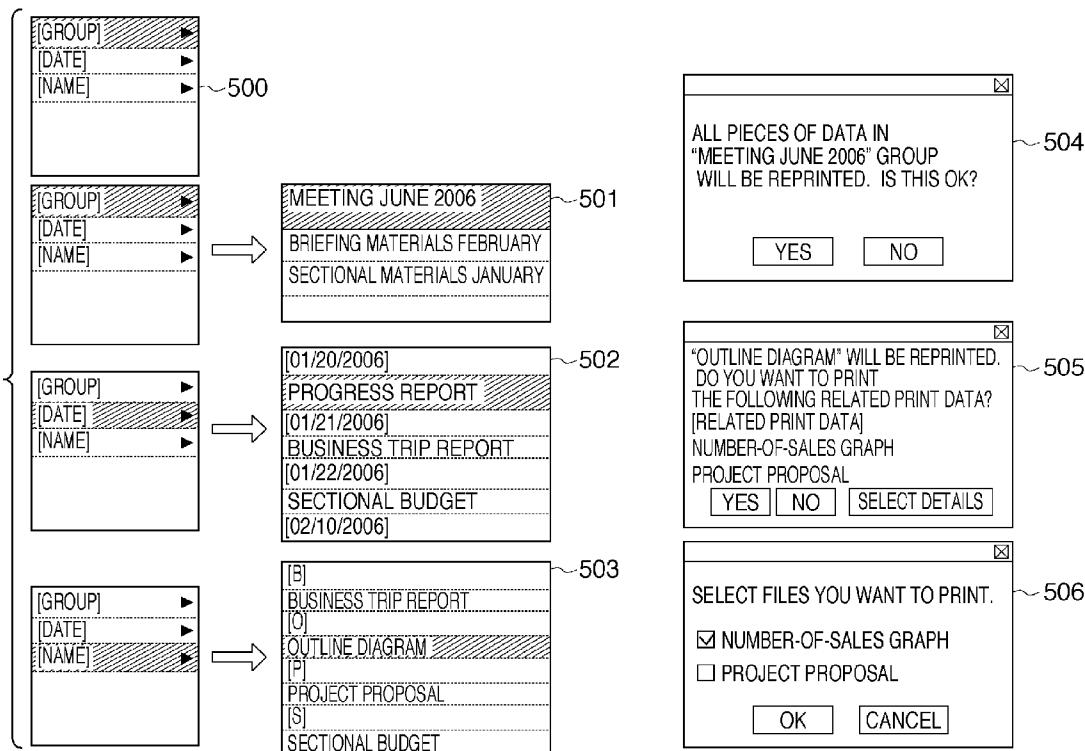 [GROUP]
[DATE]
[NAME]
500
[GROUP]
[DATE]
[NAME]
MEETING JUNE 2006
BRIEFING MATERIALS FEBRUARY
SECTIONAL MATERIALS JANUARY
501
[GROUP]
[DATE]
[NAME]
[01/20/2006]
PROGRESS REPORT
[01/21/2006]
BUSINESS TRIP REPORT
[01/22/2006]
SECTIONAL BUDGET
[02/10/2006]
502
[GROUP]
[DATE]
[NAME]
[B]
BUSINESS TRIP REPORT
[O]
OUTLINE DIAGRAM
[P]
PROJECT PROPOSAL
[S]
SECTIONAL BUDGET
503
ALL PIECES OF DATA IN
“MEETING JUNE 2006” GROUP
WILL BE REPRINTED. IS THIS OK?
YES NO
504
“OUTLINE DIAGRAM” WILL BE REPRINTED.
DO YOU WANT TO PRINT
THE FOLLOWING RELATED PRINT DATA?
[RELATED PRINT DATA]
NUMBER-OF-SALES GRAPH
PROJECT PROPOSAL
YES NO SELECT DETAILS
505
SELECT FILES YOU WANT TO PRINT.
NUMBER-OF-SALES GRAPH
PROJECT PROPOSAL
OK CANCEL
506